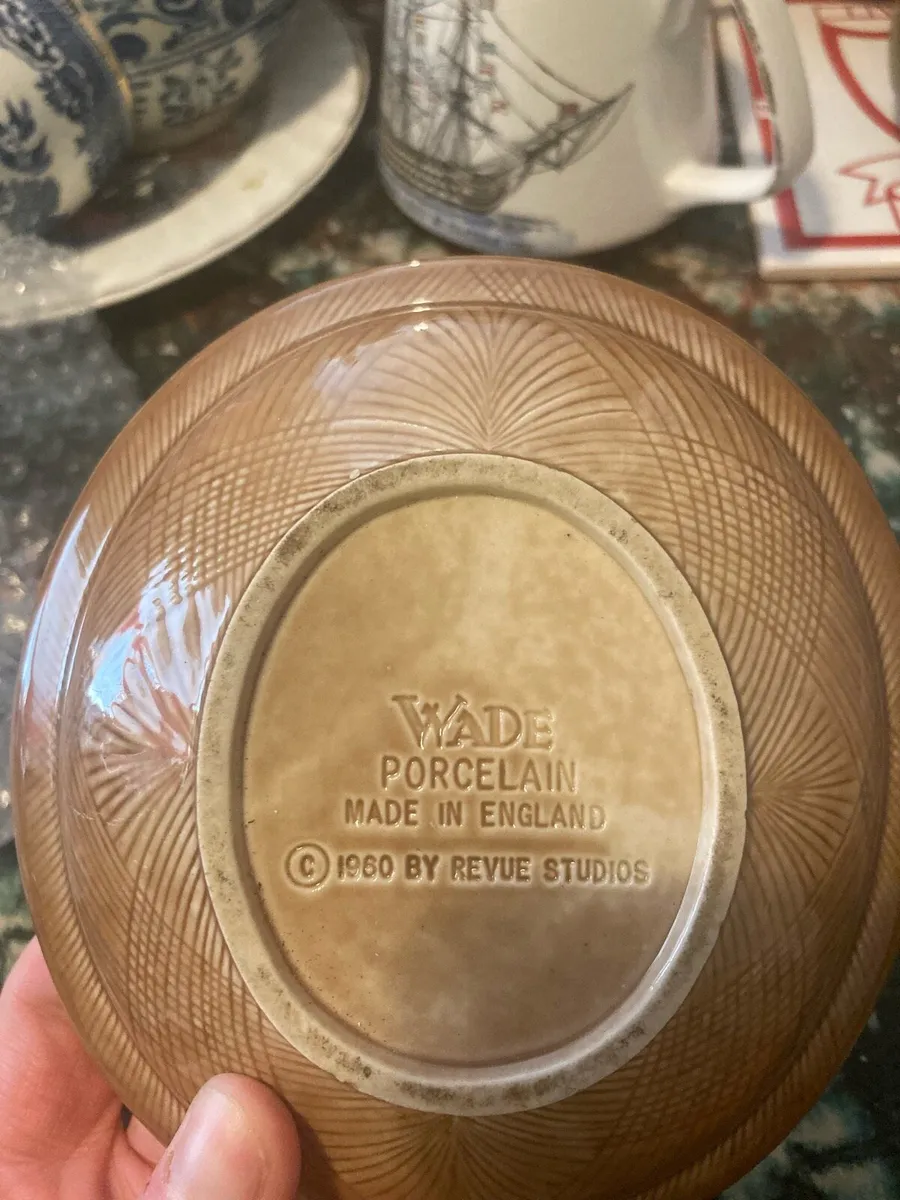 WADE
PORCELAIN
MADE IN ENGLAND
© 1960 BY REVUE STUDIOS